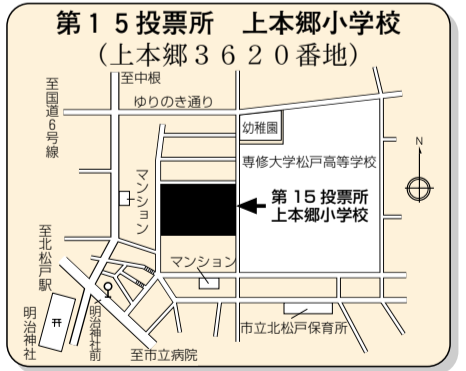 第15投票所　上本郷小学校
(上本郷3620番地)
至中根
ゆりのき通り
至国道6号線
幼稚園
専修大学松戸高等学校
N
マンション
第15投票所
上本郷小学校
至北松戸駅
マンション
明治神社
明治神社前
市立北松戸保育所
至市立病院